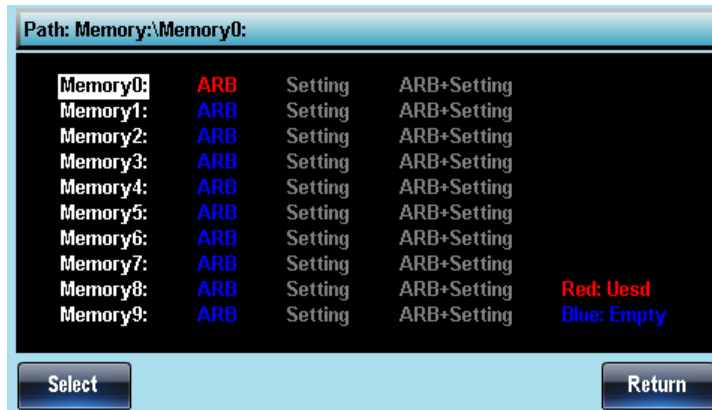 Path: Memory:\Memory0:
Memory0: ARB Setting ARB+Setting
Memory1: ARB Setting ARB+Setting
Memory2: ARB Setting ARB+Setting
Memory3: ARB Setting ARB+Setting
Memory4: ARB Setting ARB+Setting
Memory5: ARB Setting ARB+Setting
Memory6: ARB Setting ARB+Setting
Memory7: ARB Setting ARB+Setting
Memory8: ARB Setting ARB+Setting Red: Uesd
Memory9: ARB Setting ARB+Setting Blue: Empty
Select Return